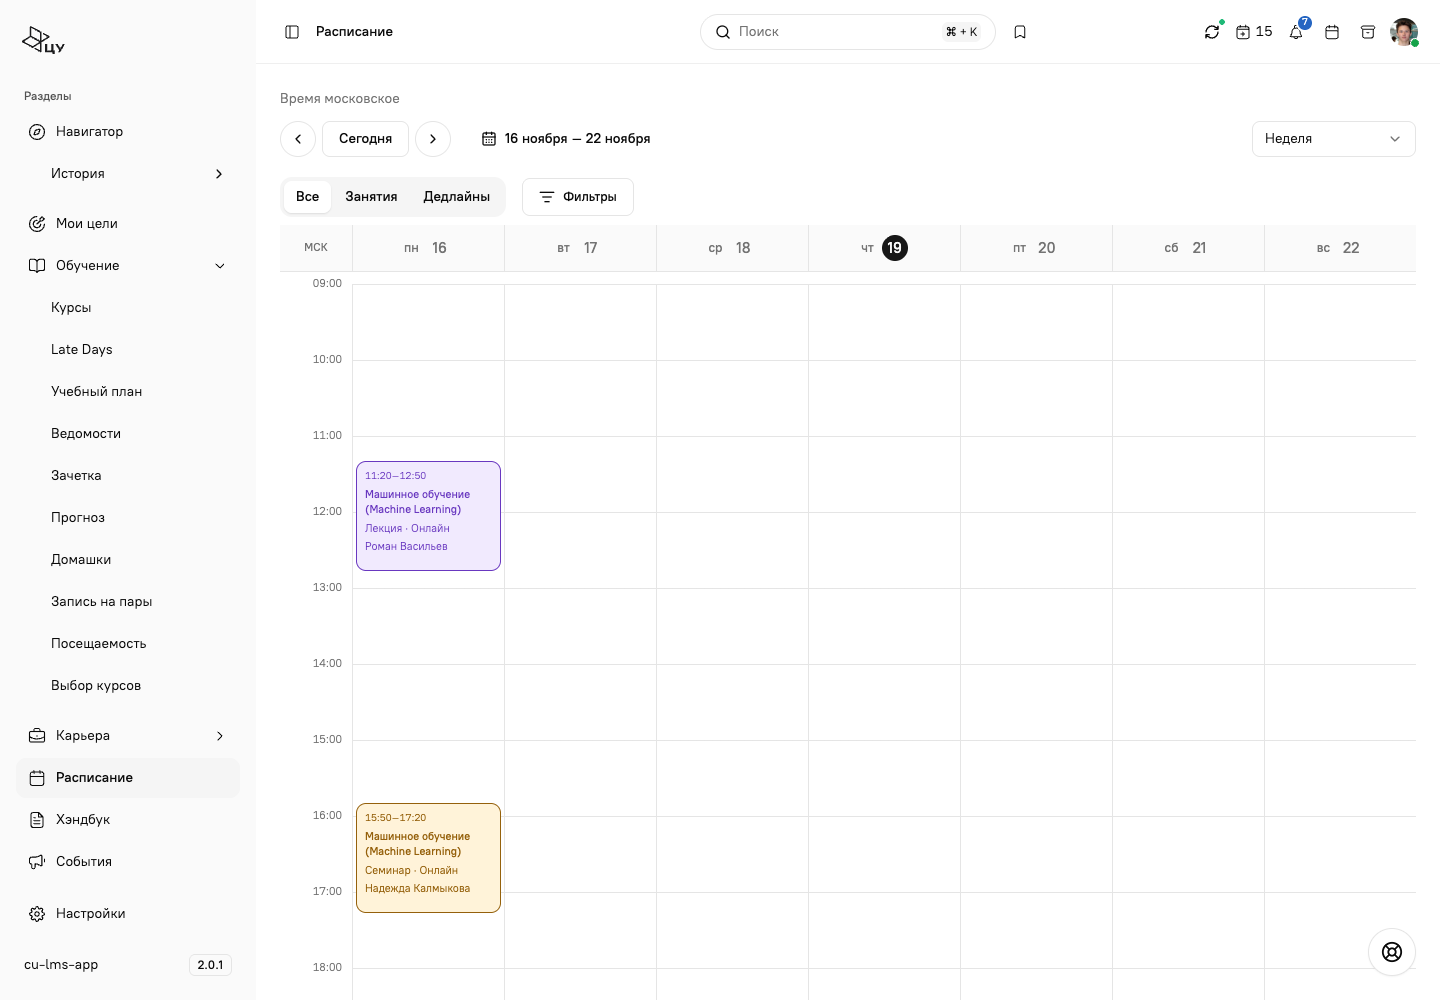 ЦУ
Разделы
Навигатор
История
Мои цели
Обучение
Курсы
Late Days
Учебный план
Ведомости
Зачетка
Прогноз
Домашки
Запись на пары
Посещаемость
Выбор курсов
Карьера
Расписание
Хэндбук
События
Настройки
cu-lms-app 2.0.1
Расписание
Поиск ⌘ + K
15
7
Время московское
Сегодня
16 ноября — 22 ноября
Неделя
Все Занятия Дедлайны
Фильтры
МСК пн 16 вт 17 ср 18 чт 19 пт 20 сб 21 вс 22
09:00
10:00
11:00
11:20—12:50
Машинное обучение
(Machine Learning)
Лекция · Онлайн
Роман Васильев
12:00
13:00
14:00
15:00
15:50—17:20
Машинное обучение
(Machine Learning)
Семинар · Онлайн
Надежда Калмыкова
16:00
17:00
18:00